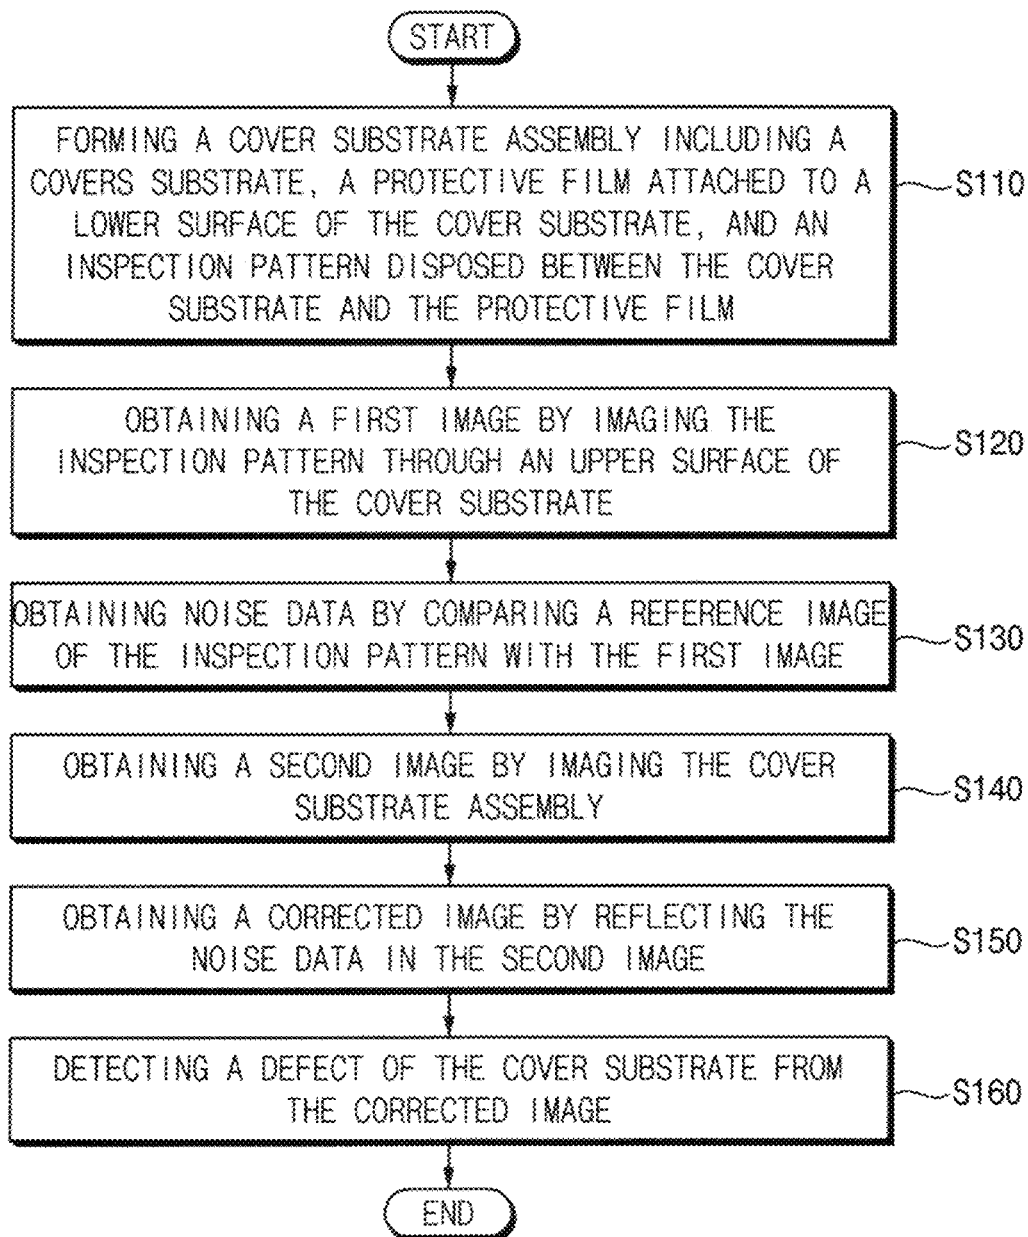 START
FORMING A COVER SUBSTRATE ASSEMBLY INCLUDING A
COVERS SUBSTRATE, A PROTECTIVE FILM ATTACHED TO A
LOWER SURFACE OF THE COVER SUBSTRATE, AND AN
INSPECTION PATTERN DISPOSED BETWEEN THE COVER
SUBSTRATE AND THE PROTECTIVE FILM
S110
OBTAINING A FIRST IMAGE BY IMAGING THE
INSPECTION PATTERN THROUGH AN UPPER SURFACE OF
THE COVER SUBSTRATE
S120
OBTAINING NOISE DATA BY COMPARING A REFERENCE IMAGE
OF THE INSPECTION PATTERN WITH THE FIRST IMAGE
S130
OBTAINING A SECOND IMAGE BY IMAGING THE COVER
SUBSTRATE ASSEMBLY
S140
OBTAINING A CORRECTED IMAGE BY REFLECTING THE
NOISE DATA IN THE SECOND IMAGE
S150
DETECTING A DEFECT OF THE COVER SUBSTRATE FROM
THE CORRECTED IMAGE
S160
END